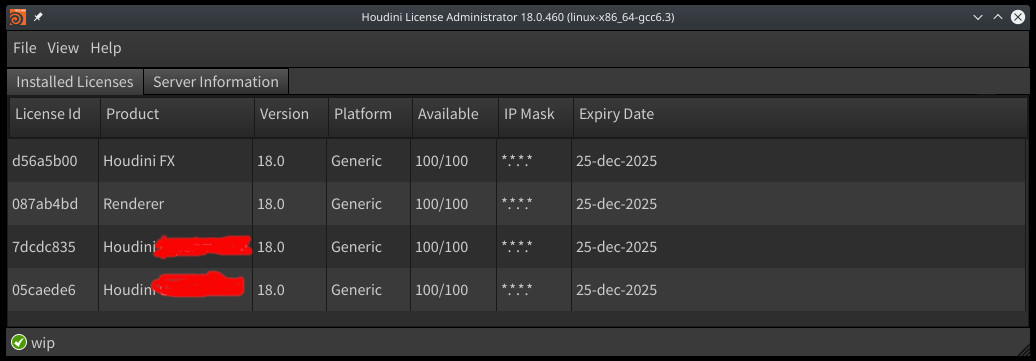 Houdini License Administrator 18.0.460 (linux-x86_64-gcc6.3)
File View Help
Installed Licenses Server Information
License Id Product Version Platform Available IP Mask Expiry Date
d56a5b00 Houdini FX 18.0 Generic 100/100 *.*.*.* 25-dec-2025
087ab4bd Renderer 18.0 Generic 100/100 *.*.*.* 25-dec-2025
7dcdc835 Houdini 18.0 Generic 100/100 *.*.*.* 25-dec-2025
05caede6 Houdini 18.0 Generic 100/100 *.*.*.* 25-dec-2025
wip